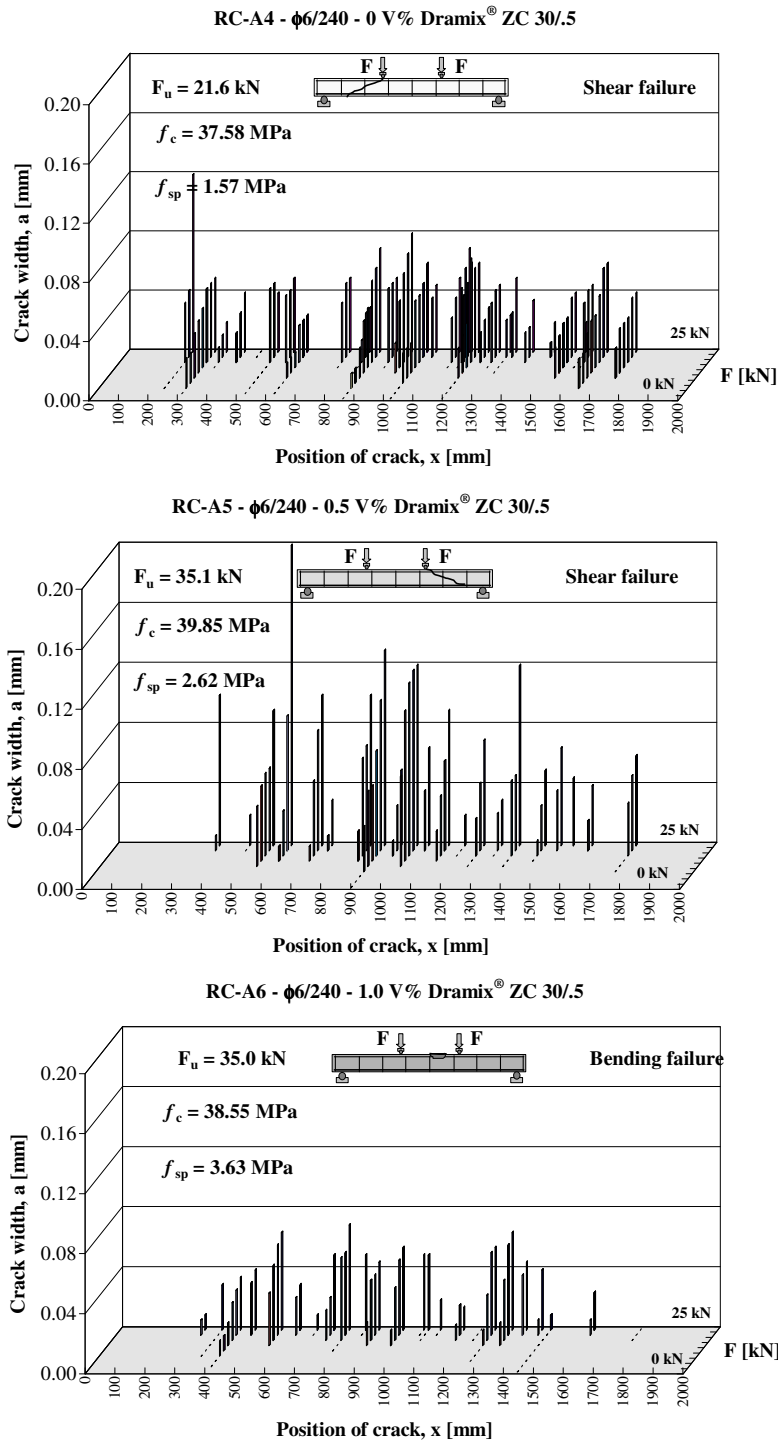 RC-A4 - ϕ6/240 - 0 V% Dramix® ZC 30/.5
F F
Fu = 21.6 kN
Shear failure
fc = 37.58 MPa
fsp = 1.57 MPa
Crack width, a [mm]
0.20
0.16
0.12
0.08
0.04
0.00
25 kN
0 kN
F [kN]
0 100 200 300 400 500 600 700 800 900 1000 1100 1200 1300 1400 1500 1600 1700 1800 1900 2000
Position of crack, x [mm]
RC-A5 - ϕ6/240 - 0.5 V% Dramix® ZC 30/.5
F F
Fu = 35.1 kN
Shear failure
fc = 39.85 MPa
fsp = 2.62 MPa
Crack width, a [mm]
0.20
0.16
0.12
0.08
0.04
0.00
25 kN
0 kN
0 100 200 300 400 500 600 700 800 900 1000 1100 1200 1300 1400 1500 1600 1700 1800 1900 2000
Position of crack, x [mm]
RC-A6 - ϕ6/240 - 1.0 V% Dramix® ZC 30/.5
F F
Fu = 35.0 kN
Bending failure
fc = 38.55 MPa
fsp = 3.63 MPa
Crack width, a [mm]
0.20
0.16
0.12
0.08
0.04
0.00
25 kN
0 kN
F [kN]
0 100 200 300 400 500 600 700 800 900 1000 1100 1200 1300 1400 1500 1600 1700 1800 1900 2000
Position of crack, x [mm]